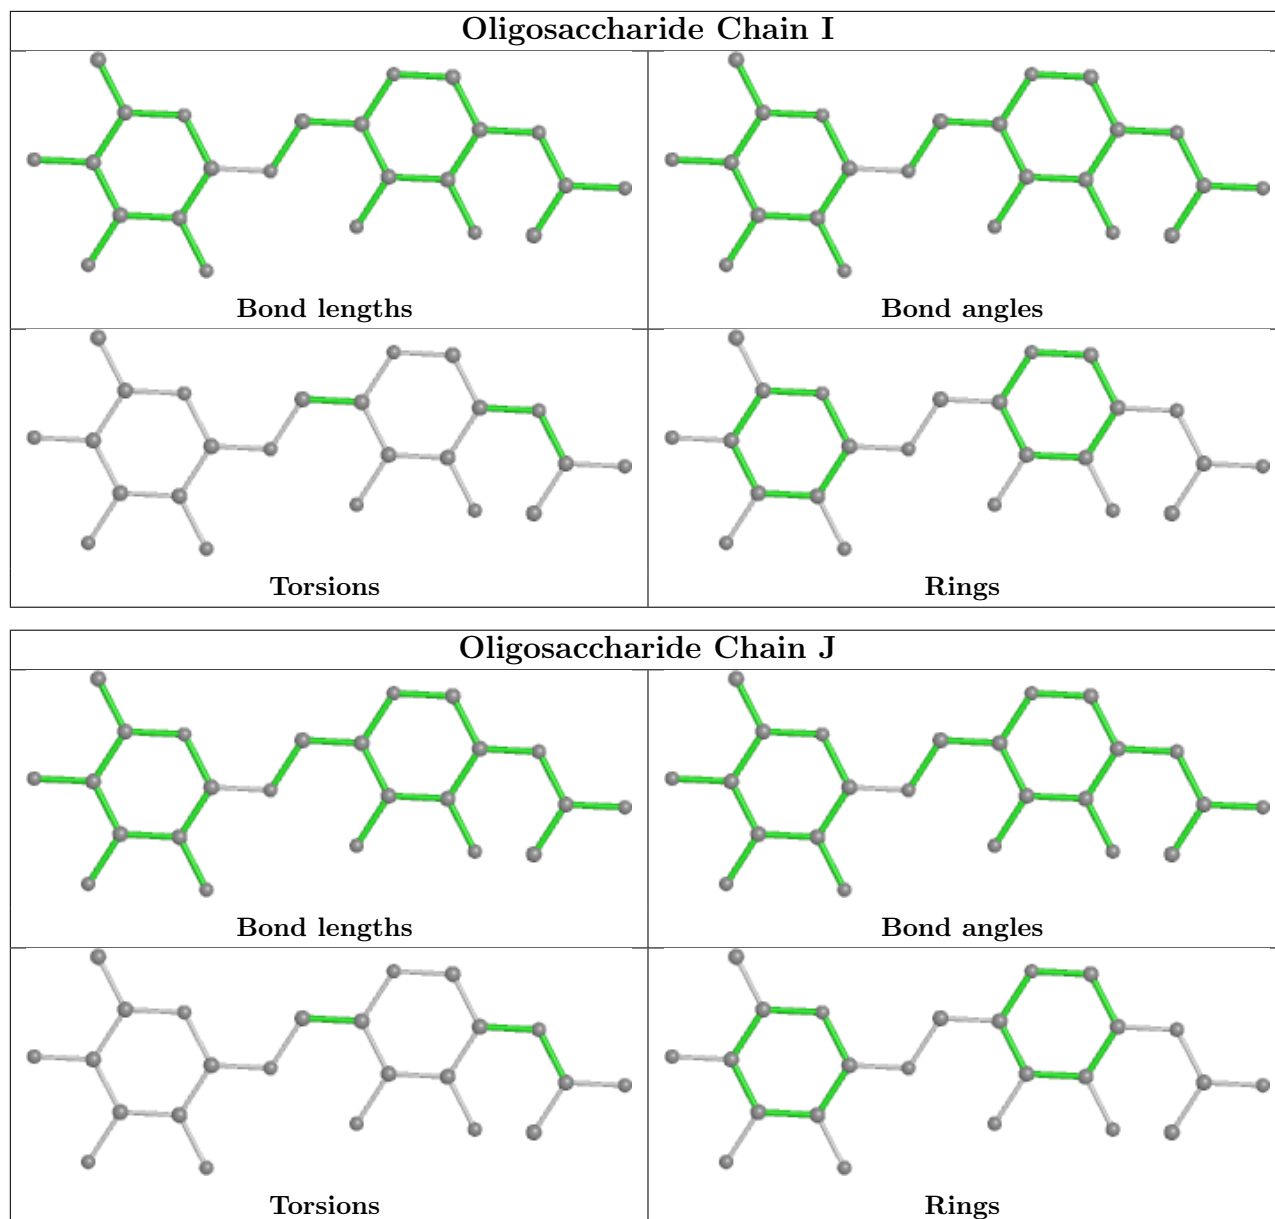 Oligosaccharide Chain I
Bond lengths
Bond angles
Torsions
Rings
Oligosaccharide Chain J
Bond lengths
Bond angles
Torsions
Rings